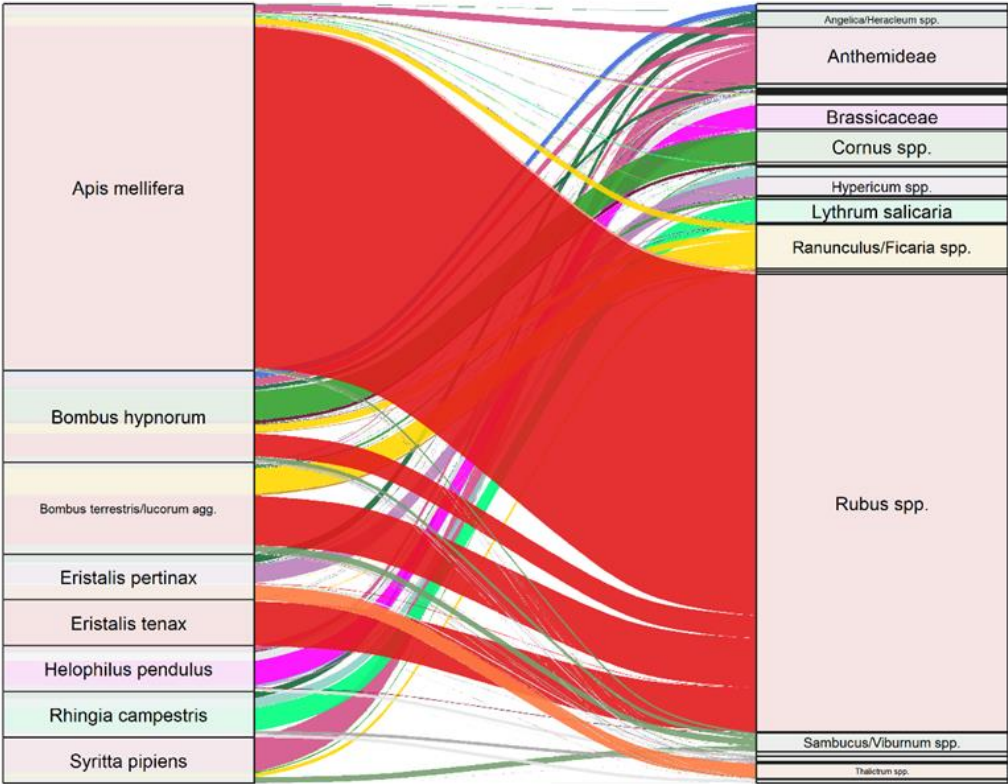 Apis mellifera
Bombus hypnorum
Bombus terrestris/lucorum agg.
Eristalis pertinax
Eristalis tenax
Helophilus pendulus
Rhingia campestris
Syritta pipiens
Angelica/Heracleum spp.
Anthemideae
Brassicaceae
Cornus spp.
Hypericum spp.
Lythrum salicaria
Ranunculus/Ficaria spp.
Rubus spp.
Sambucus/Viburnum spp.
Thalictrum spp.